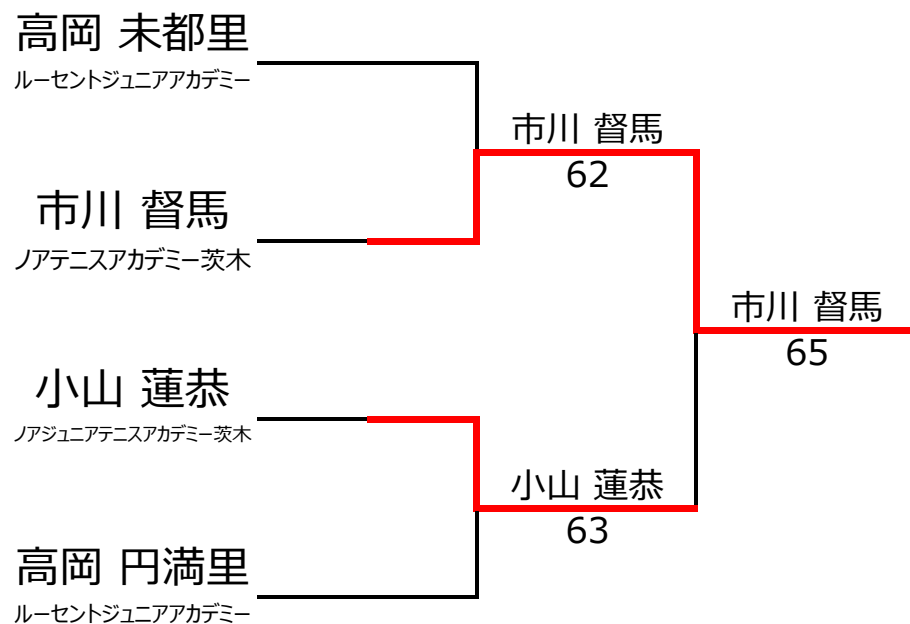 高岡 未都里
ルーセントジュニアアカデミー
市川 督馬
62
市川 督馬
ノアテニスアカデミー茨木
市川 督馬
65
小山 蓮恭
ノアジュニアテニスアカデミー茨木
小山 蓮恭
63
高岡 円満里
ルーセントジュニアアカデミー